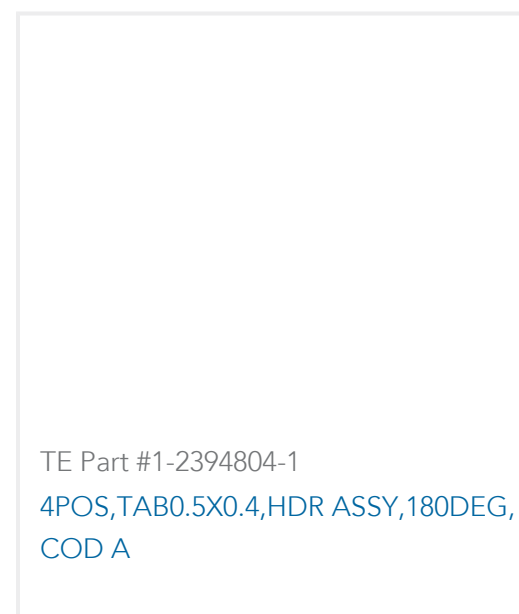 TE Part #1-2394804-1
4POS,TAB0.5X0.4,HDR ASSY,180DEG,
COD A